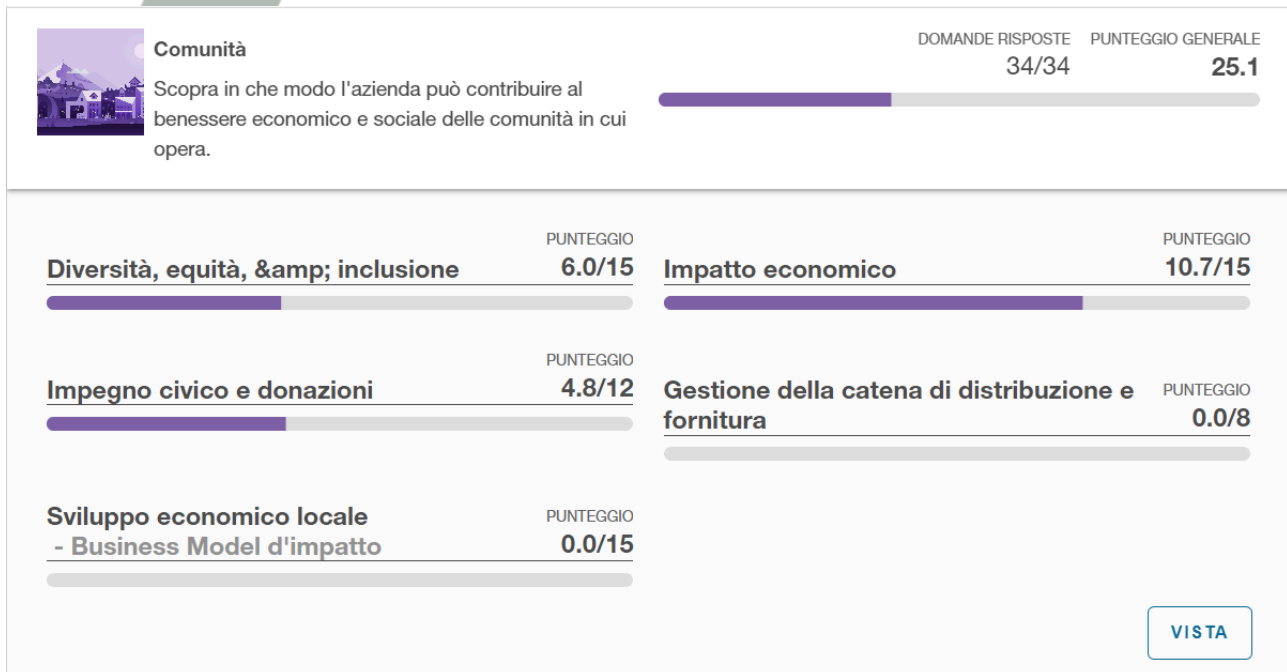 Comunità
Scopra in che modo l'azienda può contribuire al
benessere economico e sociale delle comunità in cui
opera.
DOMANDE RISPOSTE
34/34
PUNTEGGIO GENERALE
25.1
PUNTEGGIO
Diversità, equità, &amp; inclusione
6.0/15
PUNTEGGIO
Impatto economico
10.7/15
PUNTEGGIO
Impegno civico e donazioni
4.8/12
Gestione della catena di distribuzione e
fornitura
PUNTEGGIO
0.0/8
Sviluppo economico locale
- Business Model d'impatto
PUNTEGGIO
0.0/15
VISTA